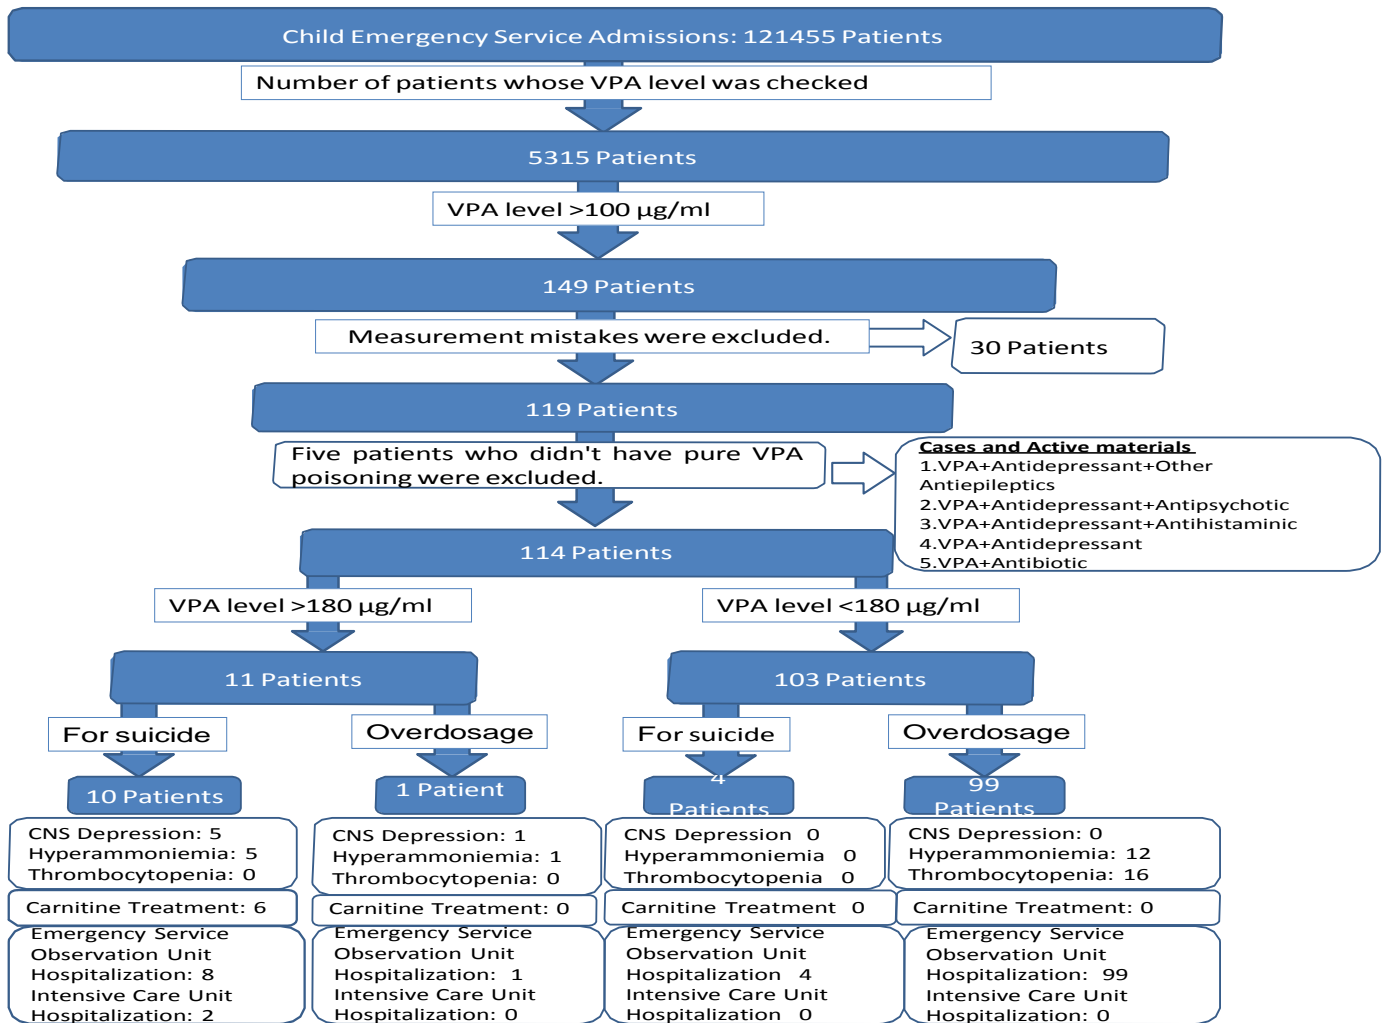 Child Emergency Service Admissions: 121455 Patients
Number of patients whose VPA level was checked
5315 Patients
VPA level >100 µg/ml
149 Patients
Measurement mistakes were excluded.
30 Patients
119 Patients
Five patients who didn't have pure VPA
poisoning were excluded.
Cases and Active materials
1.VPA+Antidepressant+Other
Antiepileptics
2.VPA+Antidepressant+Antipsychotic
3.VPA+Antidepressant+Antihistaminic
4.VPA+Antidepressant
5.VPA+Antibiotic
114 Patients
VPA level >180 µg/ml
VPA level <180 µg/ml
11 Patients
103 Patients
For suicide
Overdosage
For suicide
Overdosage
10 Patients
1 Patient
4
Patients
99
Patients
CNS Depression: 5
Hyperammoniemia: 5
Thrombocytopenia: 0
CNS Depression: 1
Hyperammoniemia: 1
Thrombocytopenia: 0
CNS Depression 0
Hyperammoniemia 0
Thrombocytopenia 0
CNS Depression: 0
Hyperammoniemia: 12
Thrombocytopenia: 16
Carnitine Treatment: 6
Carnitine Treatment: 0
Carnitine Treatment 0
Carnitine Treatment: 0
Emergency Service
Observation Unit
Hospitalization: 8
Intensive Care Unit
Hospitalization: 2
Emergency Service
Observation Unit
Hospitalization: 1
Intensive Care Unit
Hospitalization: 0
Emergency Service
Observation Unit
Hospitalization 4
Intensive Care Unit
Hospitalization 0
Emergency Service
Observation Unit
Hospitalization: 99
Intensive Care Unit
Hospitalization: 0